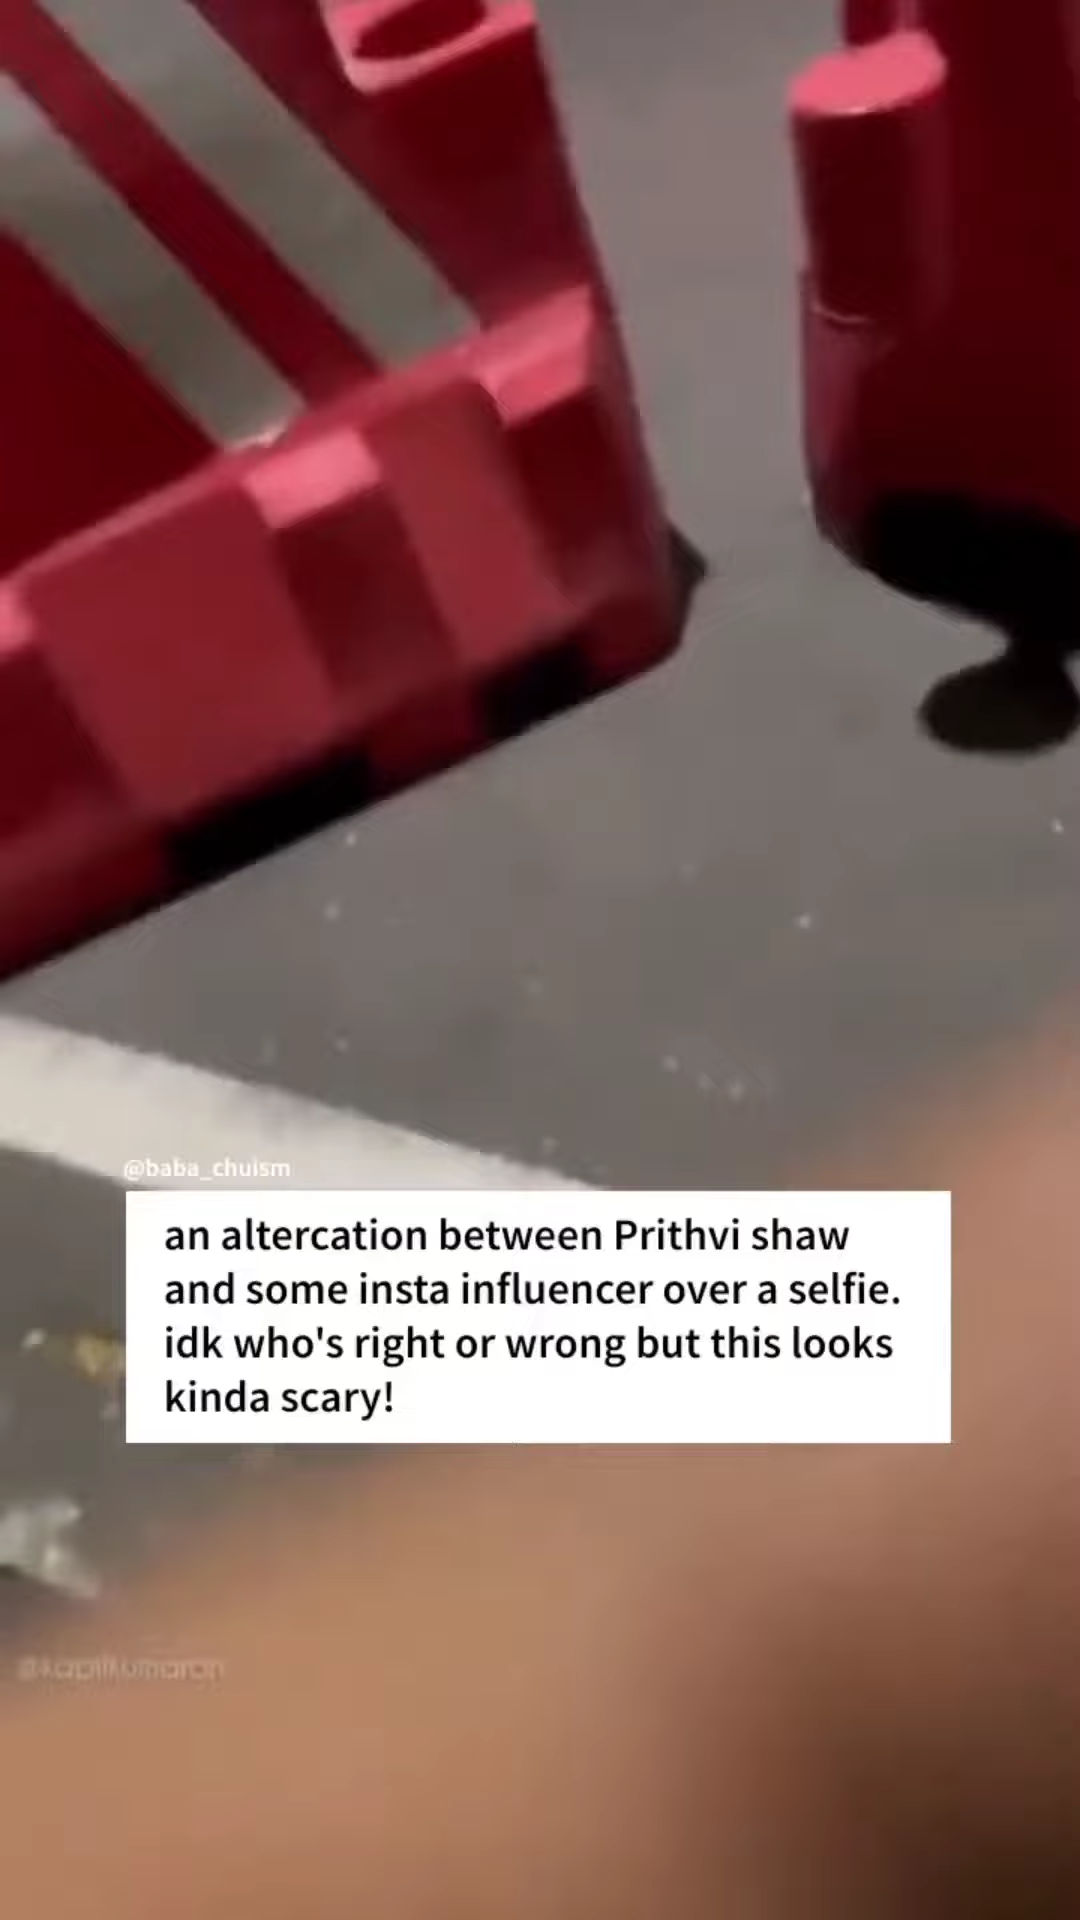 @baba_chuism
an altercation between Prithvi shaw
and some insta influencer over a selfie.
idk who's right or wrong but this looks
kinda scary!